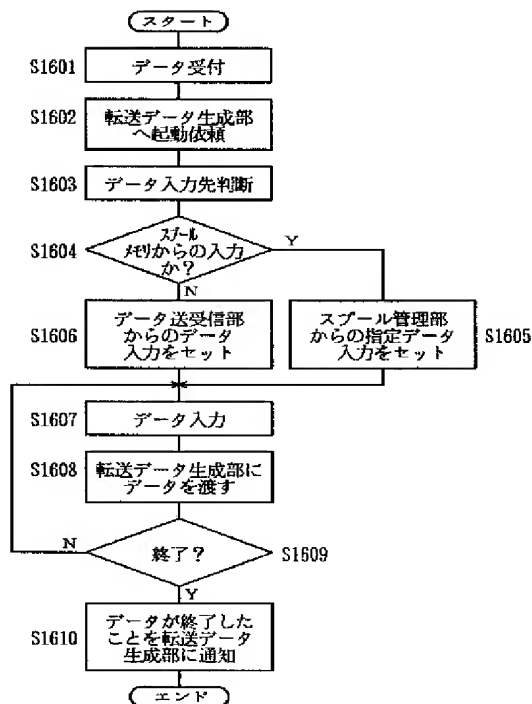 スタート
S1601
データ受付
S1602
転送データ生成部
へ起動依頼
S1603
データ入力先判断
S1604
スプール
メモリからの入力
か？
Y
N
S1606
データ送受信部
からのデータ
入力をセット
スプール管理部
からの指定データ
入力をセット
S1605
S1607
データ入力
S1608
転送データ生成部に
データを渡す
N
終了？
S1609
Y
S1610
データが終了した
ことを転送データ
生成部に通知
エンド